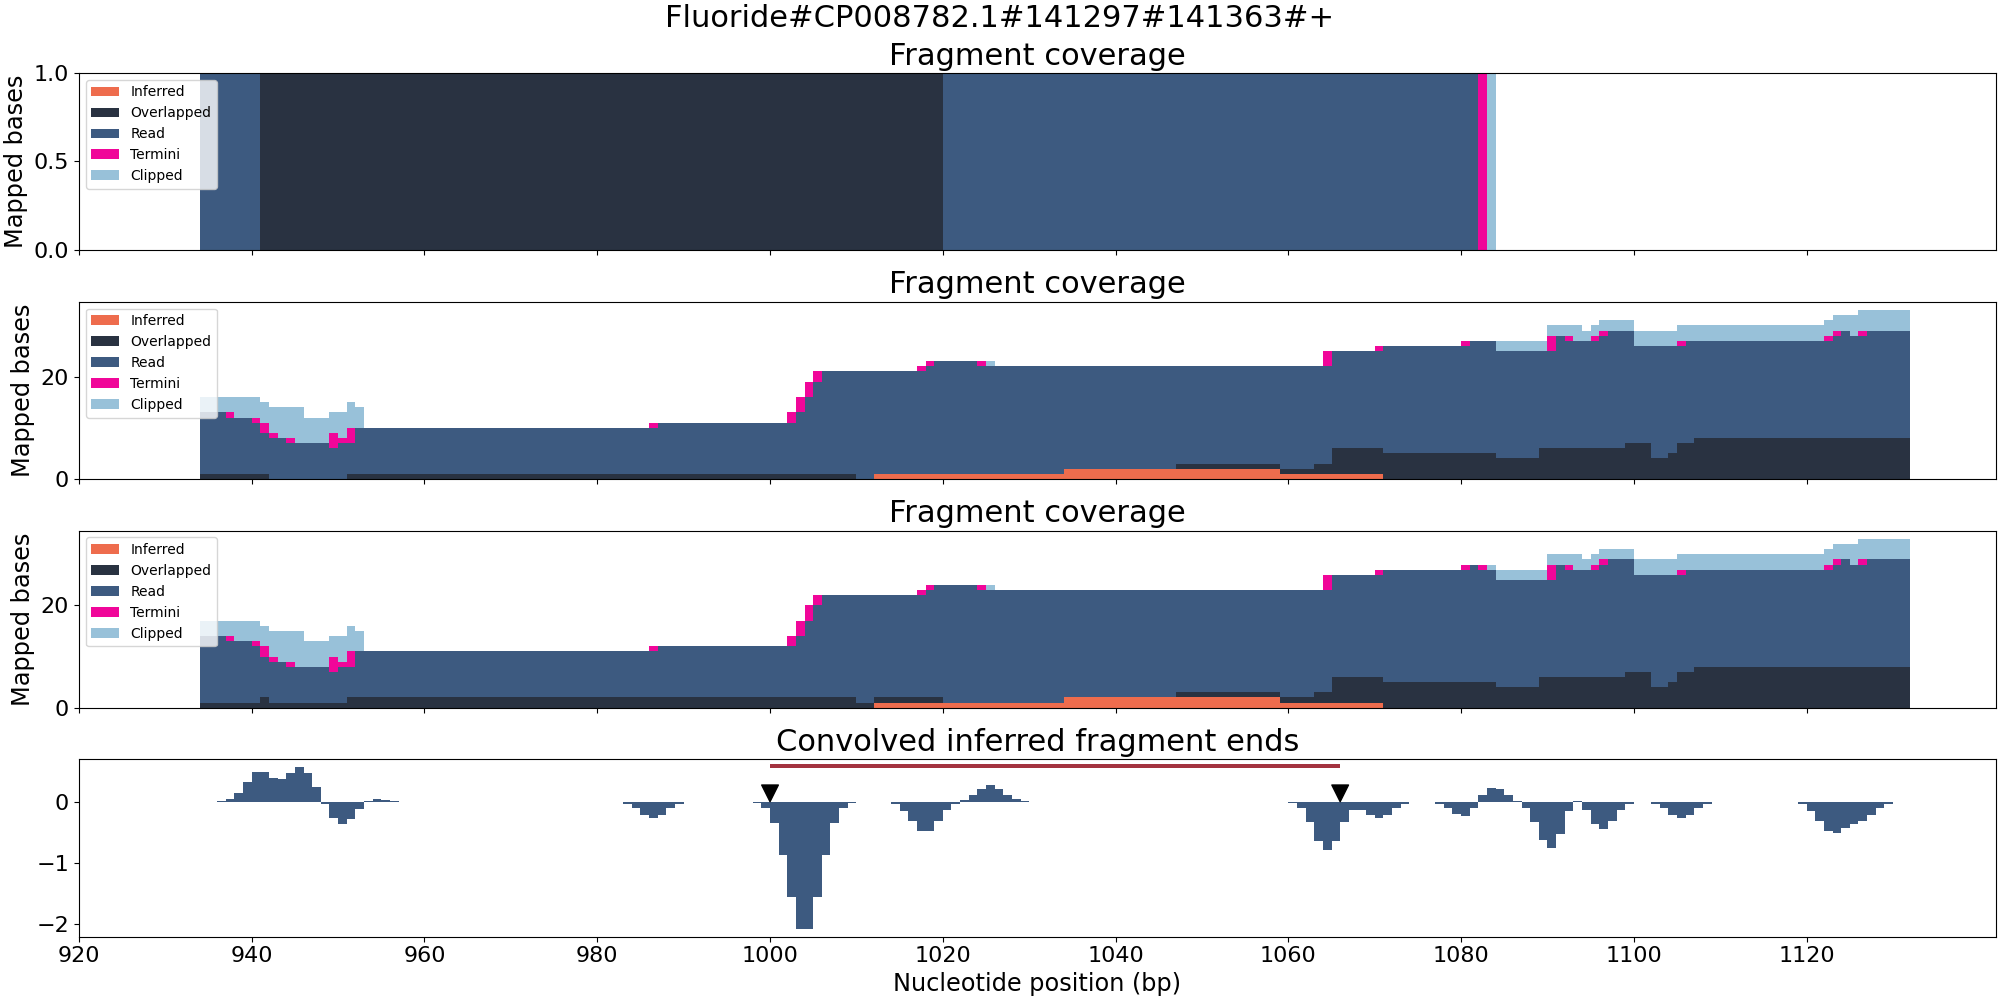 Fluoride#CP008782.1#141297#141363#+
Fragment coverage
Mapped bases
1.0
0.5
0.0
Inferred
Overlapped
Read
Termini
Clipped
Fragment coverage
Mapped bases
20
0
Inferred
Overlapped
Read
Termini
Clipped
Fragment coverage
Mapped bases
20
0
Inferred
Overlapped
Read
Termini
Clipped
Convolved inferred fragment ends
0
−1
−2
920 940 960 980 1000 1020 1040 1060 1080 1100 1120
Nucleotide position (bp)